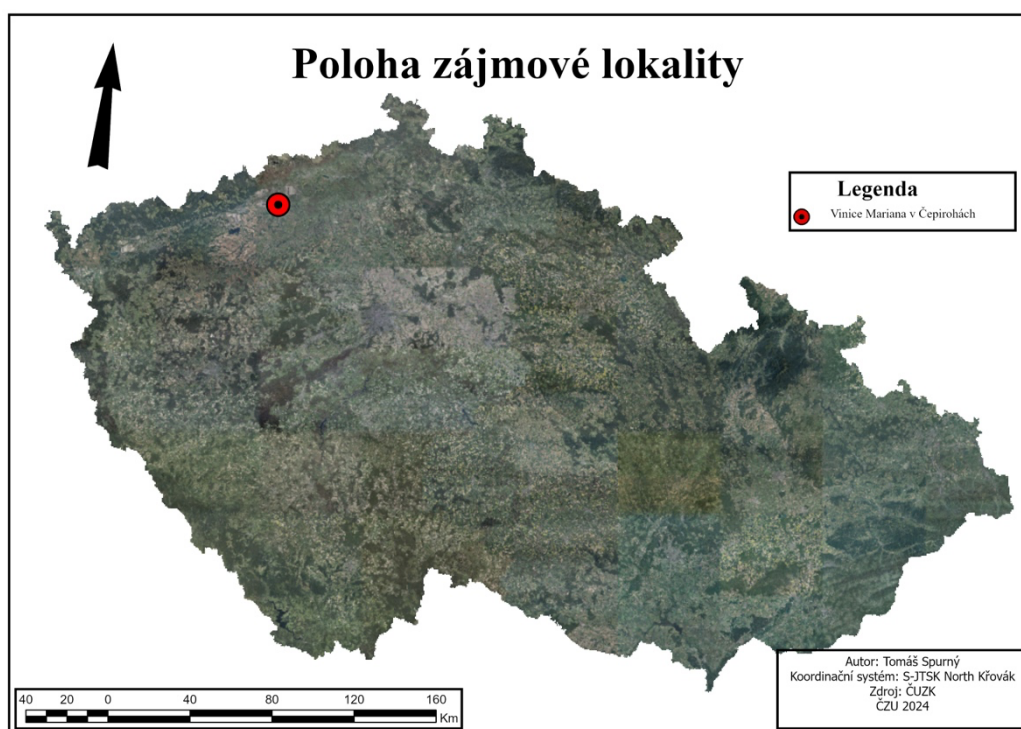 Poloha zájmové lokality
Legenda
Vinice Mariana v Čepirohách
40 20 0 40 80 120 160
Km
Autor: Tomáš Spurný
Koordinační systém: S-JTSK North Křovák
Zdroj: ČUZK
ČZU 2024